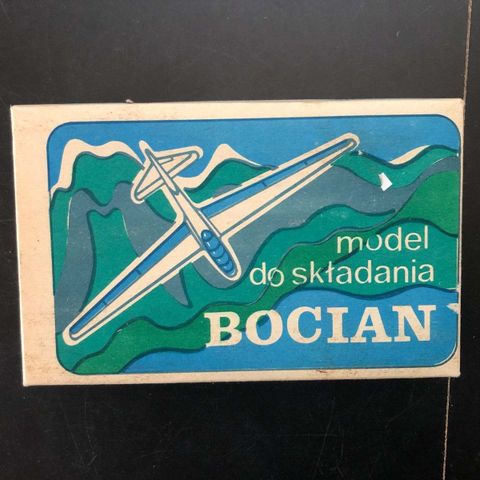 model
do składania
BOCIAN